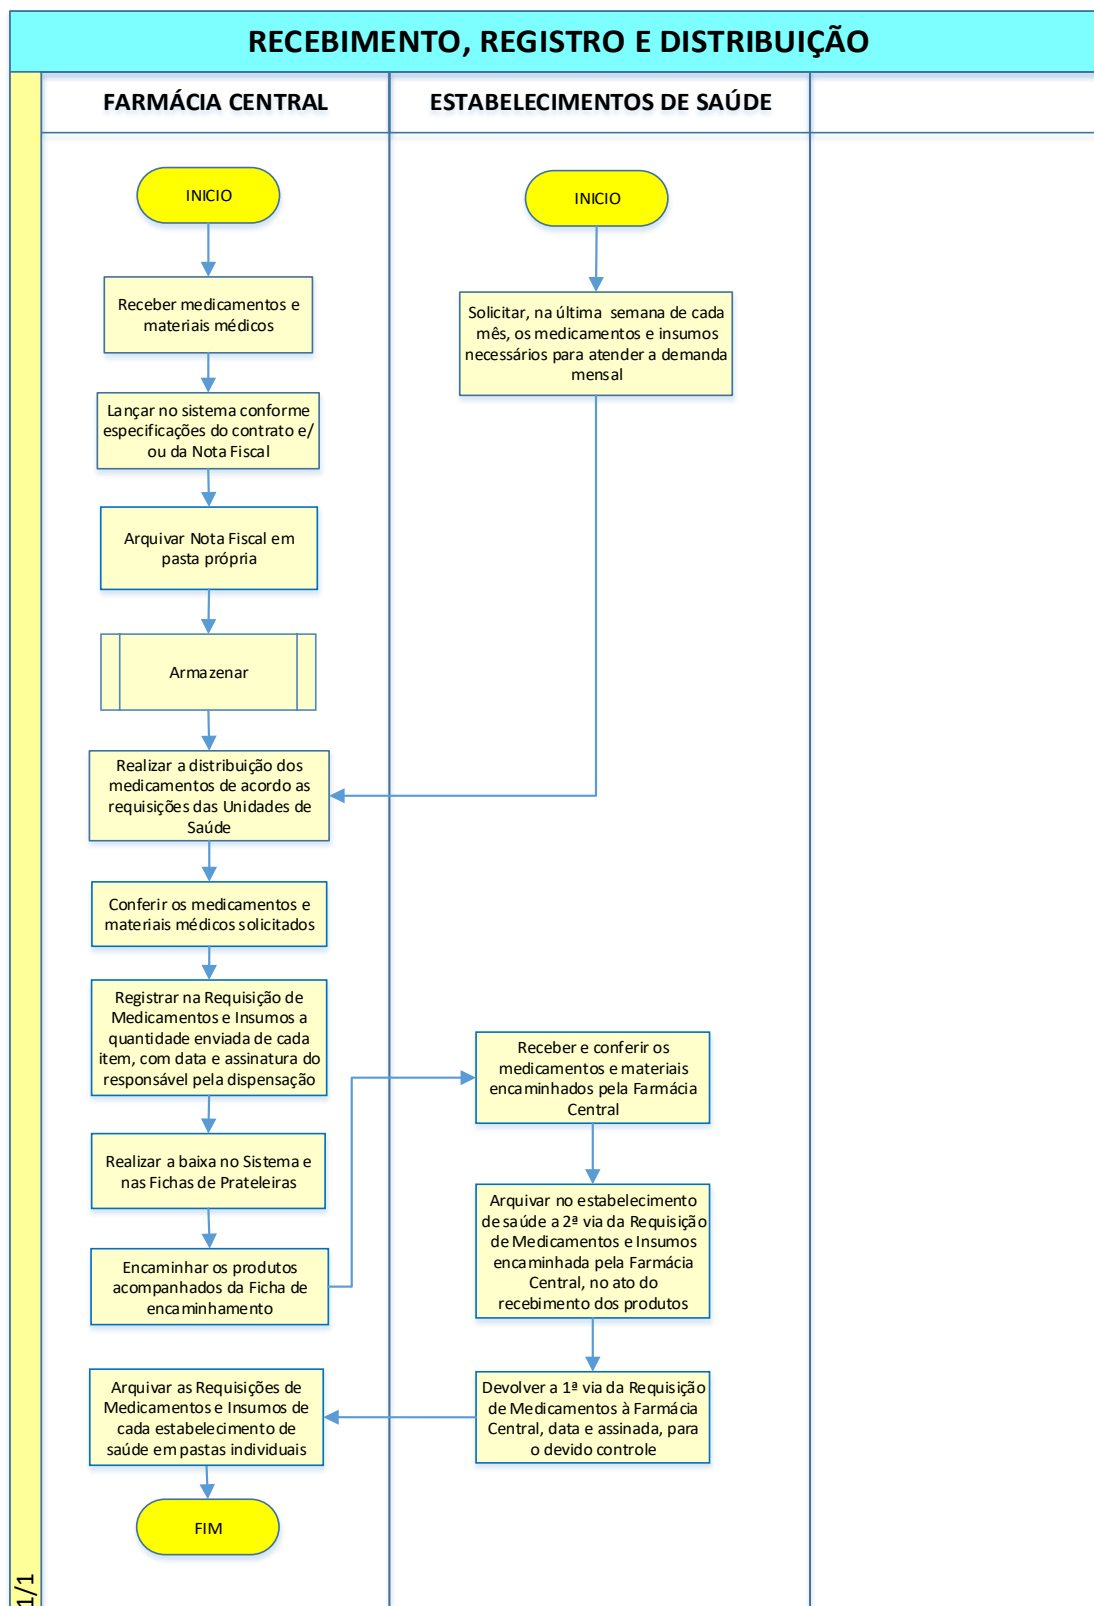 RECEBIMENTO, REGISTRO E DISTRIBUIÇÃO
FARMÁCIA CENTRAL
ESTABELECIMENTOS DE SAÚDE
INICIO
Receber medicamentos e
materiais médicos
Lançar no sistema conforme
especificações do contrato e/
ou da Nota Fiscal
Arquivar Nota Fiscal em
pasta própria
Armazenar
INICIO
Solicitar, na última semana de cada
mês, os medicamentos e insumos
necessários para atender a demanda
mensal
Realizar a distribuição dos
medicamentos de acordo as
requisições das Unidades de
Saúde
Conferir os medicamentos e
materiais médicos solicitados
Registrar na Requisição de
Medicamentos e Insumos a
quantidade enviada de cada
item, com data e assinatura do
responsável pela dispensação
Realizar a baixa no Sistema e
nas Fichas de Prateleiras
Encaminhar os produtos
acompanhados da Ficha de
encaminhamento
Receber e conferir os
medicamentos e materiais
encaminhados pela Farmácia
Central
Arquivar no estabelecimento
de saúde a 2ª via da Requisição
de Medicamentos e Insumos
encaminhada pela Farmácia
Central, no ato do
recebimento dos produtos
Devolver a 1ª via da Requisição
de Medicamentos à Farmácia
Central, data e assinada, para
o devido controle
Arquivar as Requisições de
Medicamentos e Insumos de
cada estabelecimento de
saúde em pastas individuais
FIM
1/1